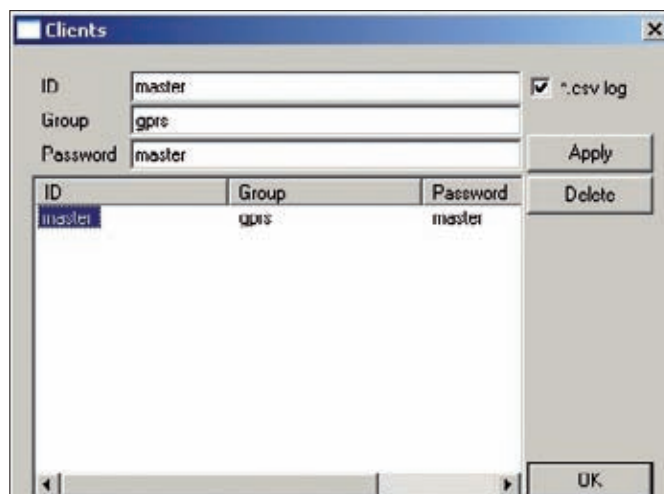 Clients
ID master *.csv log
Group gprs
Password master Apply
ID Group Password Delete
master gprs master
OK